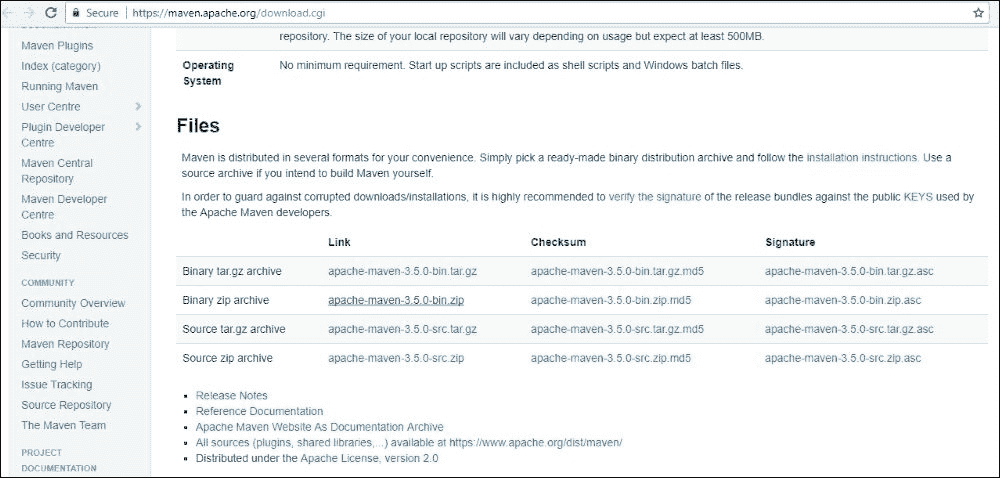 Secure https://maven.apache.org/download.cgi
Maven Plugins
Index (category)
Running Maven
User Centre
Plugin Developer
Centre
Maven Central
Repository
Maven Developer
Centre
Books and Resources
Security
COMMUNITY
Community Overview
How to Contribute
Maven Repository
Getting Help
Issue Tracking
Source Repository
The Maven Team
PROJECT
DOCUMENTATION
repository. The size of your local repository will vary depending on usage but expect at least 500MB.
Operating System No minimum requirement. Start up scripts are included as shell scripts and Windows batch files.
Files
Maven is distributed in several formats for your convenience. Simply pick a ready-made binary distribution archive and follow the installation instructions. Use a
source archive if you intend to build Maven yourself.
In order to guard against corrupted downloads/installations, it is highly recommended to verify the signature of the release bundles against the public KEYS used by
the Apache Maven developers.
Link Checksum Signature
Binary tar.gz archive apache-maven-3.5.0-bin.tar.gz apache-maven-3.5.0-bin.tar.gz.md5 apache-maven-3.5.0-bin.tar.gz.asc
Binary zip archive apache-maven-3.5.0-bin.zip apache-maven-3.5.0-bin.zip.md5 apache-maven-3.5.0-bin.zip.asc
Source tar.gz archive apache-maven-3.5.0-src.tar.gz apache-maven-3.5.0-src.tar.gz.md5 apache-maven-3.5.0-src.tar.gz.asc
Source zip archive apache-maven-3.5.0-src.zip apache-maven-3.5.0-src.zip.md5 apache-maven-3.5.0-src.zip.asc
Release Notes
Reference Documentation
Apache Maven Website As Documentation Archive
All sources (plugins, shared libraries,...) available at https://www.apache.org/dist/maven/
Distributed under the Apache License, version 2.0